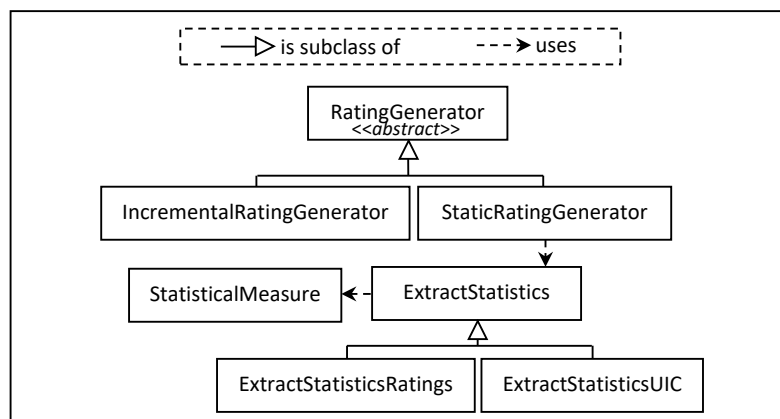 is subclass of uses
RatingGenerator
<<abstract>>
IncrementalRatingGenerator StaticRatingGenerator
StatisticalMeasure ExtractStatistics
ExtractStatisticsRatings ExtractStatisticsUIC